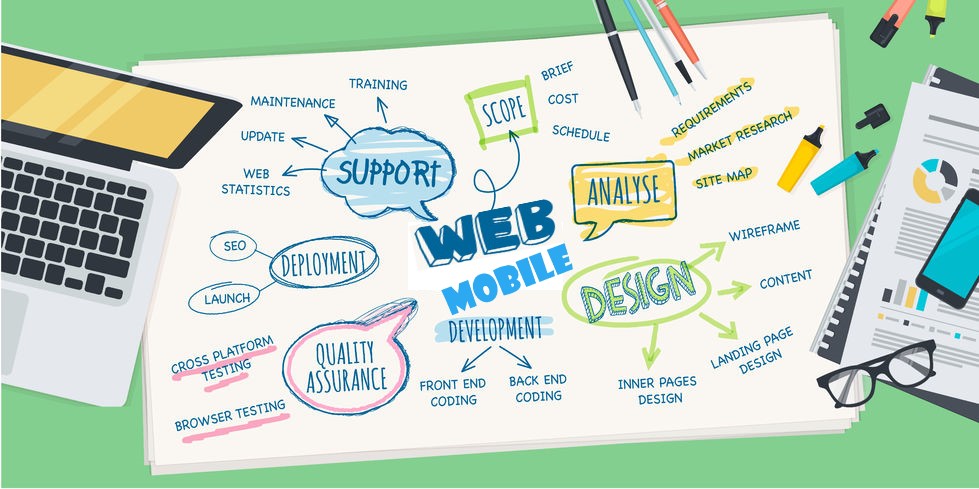 TRAINING
MAINTENANCE
UPDATE
WEB
STATISTICS
SUPPORT
SCOPE
BRIEF
COST
SCHEDULE
REQUIREMENTS
MARKET RESEARCH
SITE MAP
ANALYSE
WEB
MOBILE
DEVELOPMENT
FRONT END
CODING
BACK END
CODING
SEO
DEPLOYMENT
LAUNCH
QUALITY
ASSURANCE
CROSS PLATFORM
TESTING
BROWSER TESTING
DESIGN
WIREFRAME
CONTENT
LANDING PAGE
DESIGN
INNER PAGES
DESIGN